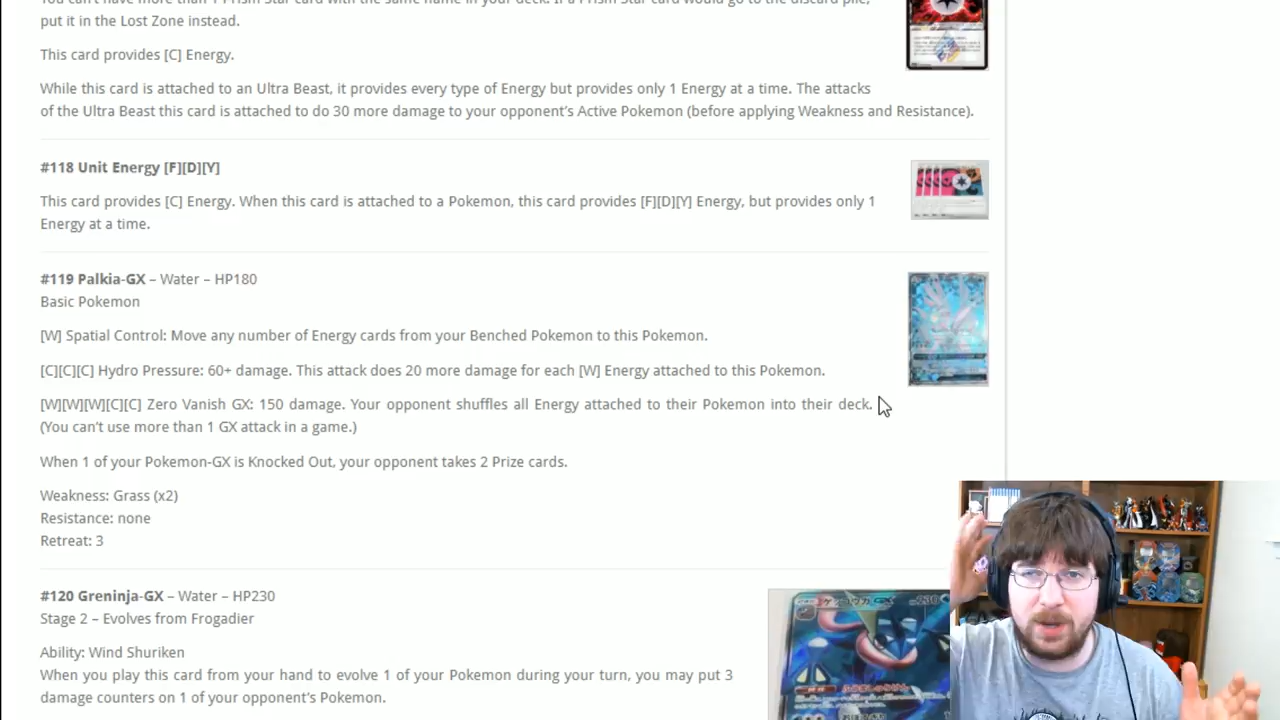 You can't have more than 1 Prism Star card with the same name in your deck. If a Prism Star card would go to the discard pile,
put it in the Lost Zone instead.
This card provides [C] Energy.
While this card is attached to an Ultra Beast, it provides every type of Energy but provides only 1 Energy at a time. The attacks
of the Ultra Beast this card is attached to do 30 more damage to your opponent's Active Pokemon (before applying Weakness and Resistance).
#118 Unit Energy [F][D][Y]
This card provides [C] Energy. When this card is attached to a Pokemon, this card provides [F][D][Y] Energy, but provides only 1
Energy at a time.
#119 Palkia-GX – Water – HP180
Basic Pokemon
[W] Spatial Control: Move any number of Energy cards from your Benched Pokemon to this Pokemon.
[C][C][C] Hydro Pressure: 60+ damage. This attack does 20 more damage for each [W] Energy attached to this Pokemon.
[W][W][W][C][C] Zero Vanish GX: 150 damage. Your opponent shuffles all Energy attached to their Pokemon into their deck.
(You can't use more than 1 GX attack in a game.)
When 1 of your Pokemon-GX is Knocked Out, your opponent takes 2 Prize cards.
Weakness: Grass (x2)
Resistance: none
Retreat: 3
#120 Greninja-GX – Water – HP230
Stage 2 – Evolves from Frogadier
ゲッコウガGX 230
Ability: Wind Shuriken
When you play this card from your hand to evolve 1 of your Pokemon during your turn, you may put 3
damage counters on 1 of your opponent's Pokemon.